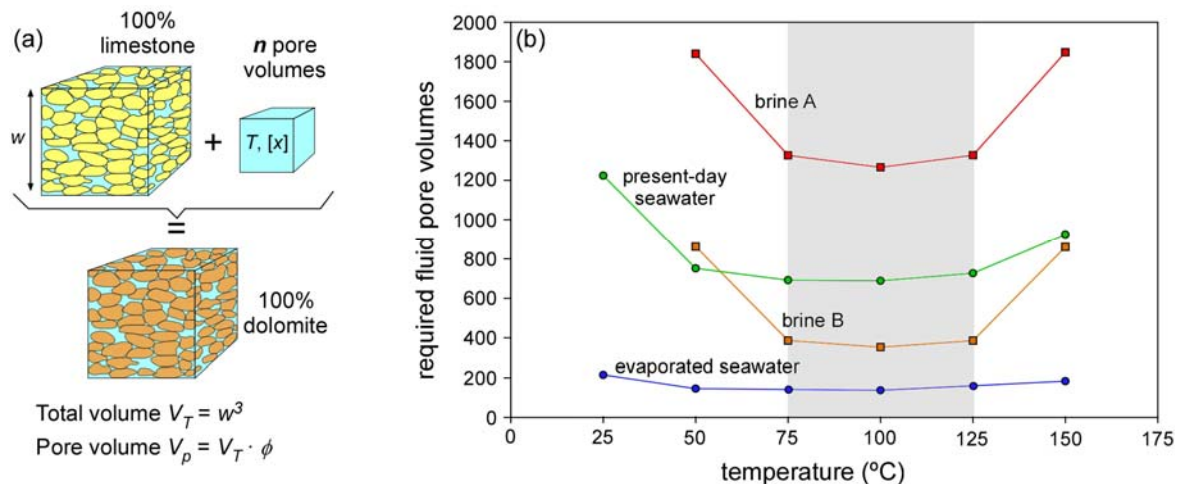 (a)
100%
limestone
n pore
volumes
w
+
T, [x]
=
100%
dolomite
Total volume V_T = w³
Pore volume V_p = V_T · ϕ
(b)
required fluid pore volumes
2000
1800
1600
1400
1200
1000
800
600
400
200
0
brine A
present-day
seawater
brine B
evaporated seawater
0 25 50 75 100 125 150 175
temperature (ºC)